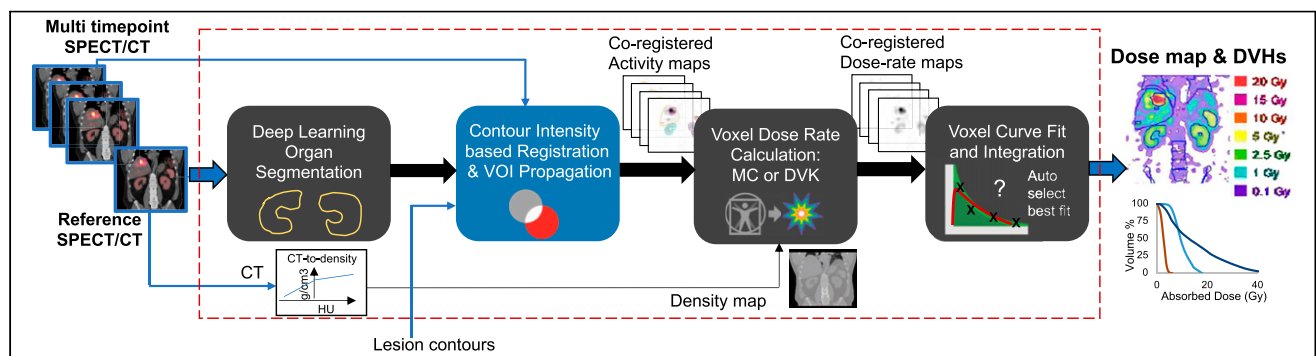 Multi timepoint
SPECT/CT
Reference
SPECT/CT
Deep Learning
Organ
Segmentation
CT
CT-to-density
g/cm3
HU
Lesion contours
Contour Intensity
based Registration
& VOI Propagation
Co-registered
Activity maps
Voxel Dose Rate
Calculation:
MC or DVK
Density map
Co-registered
Dose-rate maps
Voxel Curve Fit
and Integration
?
Auto
select
best fit
X
X
X
X
Dose map & DVHs
20 Gy
15 Gy
10 Gy
5 Gy
2.5 Gy
1 Gy
0.1 Gy
Volume %
100
75
50
25
0
0
20
40
Absorbed Dose (Gy)